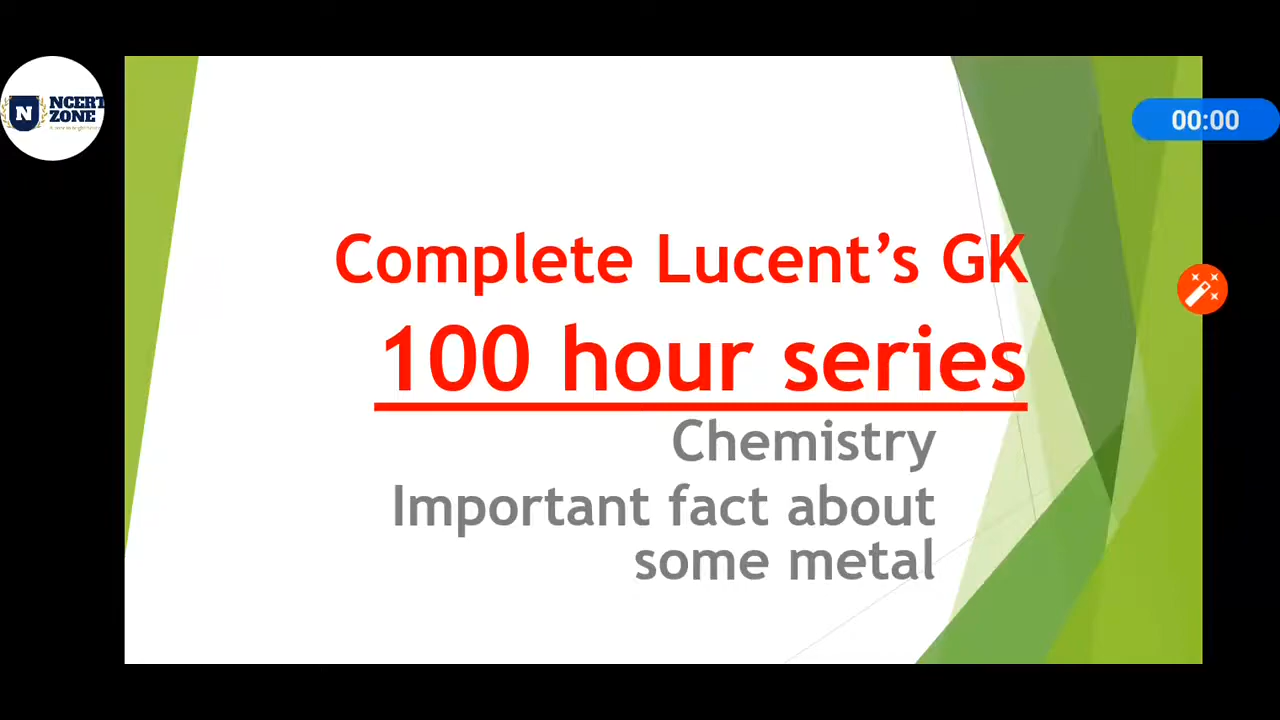 NCERT
ZONE
00:00
Complete Lucent’s GK
100 hour series
Chemistry
Important fact about
some metal